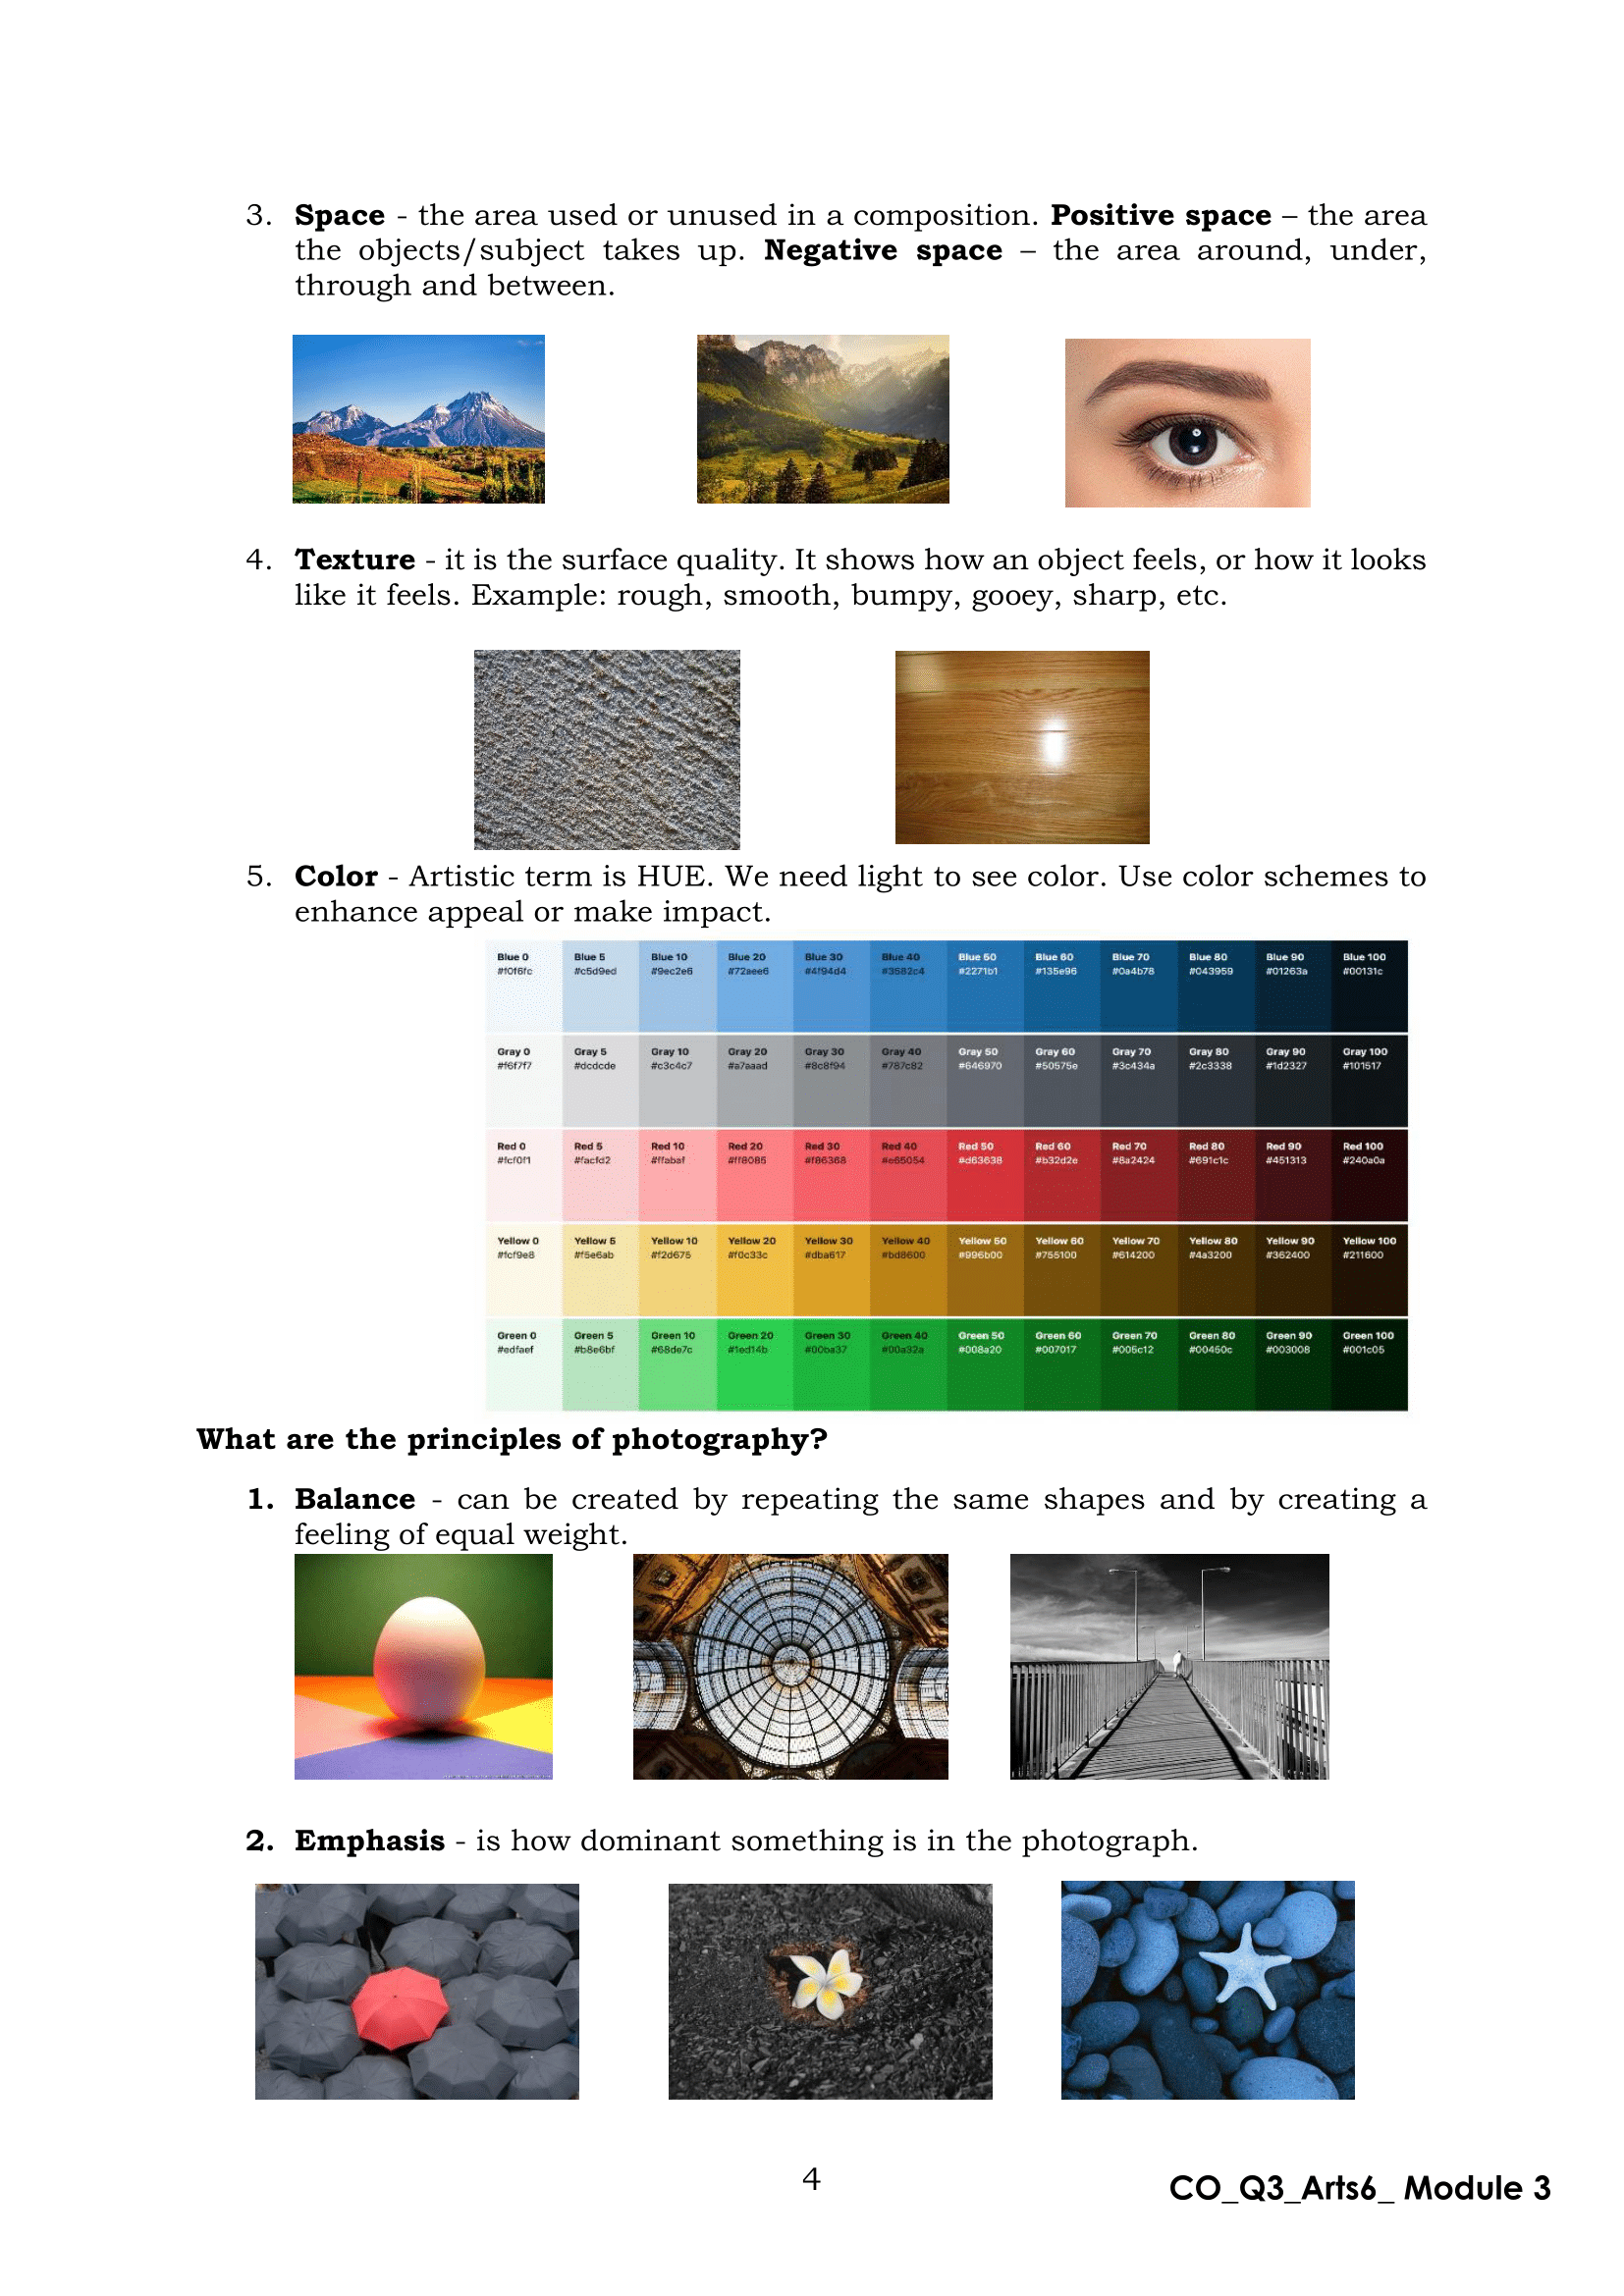 3. Space - the area used or unused in a composition. Positive space – the area
the objects/subject takes up. Negative space – the area around, under,
through and between.
4. Texture - it is the surface quality. It shows how an object feels, or how it looks
like it feels. Example: rough, smooth, bumpy, gooey, sharp, etc.
5. Color - Artistic term is HUE. We need light to see color. Use color schemes to
enhance appeal or make impact.
Blue 0 Blue 5 Blue 10 Blue 20 Blue 30 Blue 40 Blue 50 Blue 60 Blue 70 Blue 80 Blue 90 Blue 100
#f0f6fc #c5d9ed #9ec2e6 #72aee6 #4f94d4 #3582c4 #2271b1 #135e96 #0a4b78 #043959 #01263a #00131c
Gray 0 Gray 5 Gray 10 Gray 20 Gray 30 Gray 40 Gray 50 Gray 60 Gray 70 Gray 80 Gray 90 Gray 100
#f6f7f7 #dcdcde #c3c4c7 #a7aaad #8c8f94 #787c82 #646970 #50575e #3c434a #2c3338 #1d2327 #101517
Red 0 Red 5 Red 10 Red 20 Red 30 Red 40 Red 50 Red 60 Red 70 Red 80 Red 90 Red 100
#fcf0f1 #facfd2 #ffabaf #ff8085 #f86368 #e65054 #d63638 #b32d2e #8a2424 #691c1c #451313 #240a0a
Yellow 0 Yellow 5 Yellow 10 Yellow 20 Yellow 30 Yellow 40 Yellow 50 Yellow 60 Yellow 70 Yellow 80 Yellow 90 Yellow 100
#fcf9e8 #f5e6ab #f2d675 #f0c33c #dba617 #bd8600 #996b00 #755100 #614200 #4a3200 #362400 #211600
Green 0 Green 5 Green 10 Green 20 Green 30 Green 40 Green 50 Green 60 Green 70 Green 80 Green 90 Green 100
#edfaef #b8e6bf #68de7c #1ed14b #00ba37 #00a32a #008a20 #007017 #005c12 #00450c #003008 #001c05
What are the principles of photography?
1. Balance - can be created by repeating the same shapes and by creating a
feeling of equal weight.
2. Emphasis - is how dominant something is in the photograph.
4
CO_Q3_Arts6_ Module 3